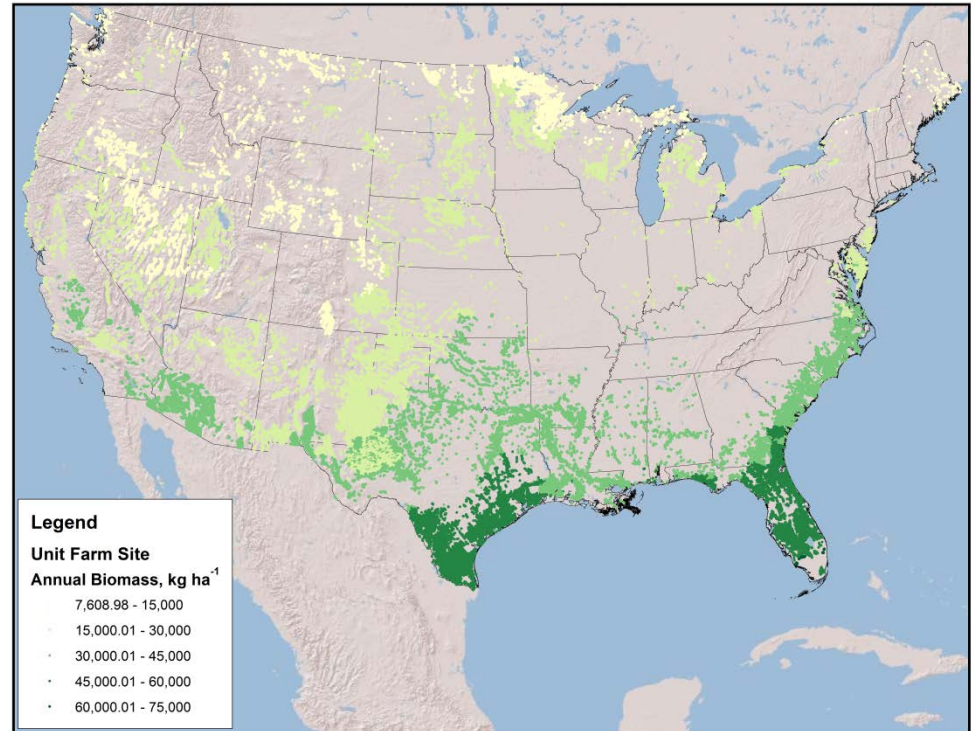 Legend
Unit Farm Site
Annual Biomass, kg ha⁻¹
7,608.98 - 15,000
15,000.01 - 30,000
30,000.01 - 45,000
45,000.01 - 60,000
60,000.01 - 75,000